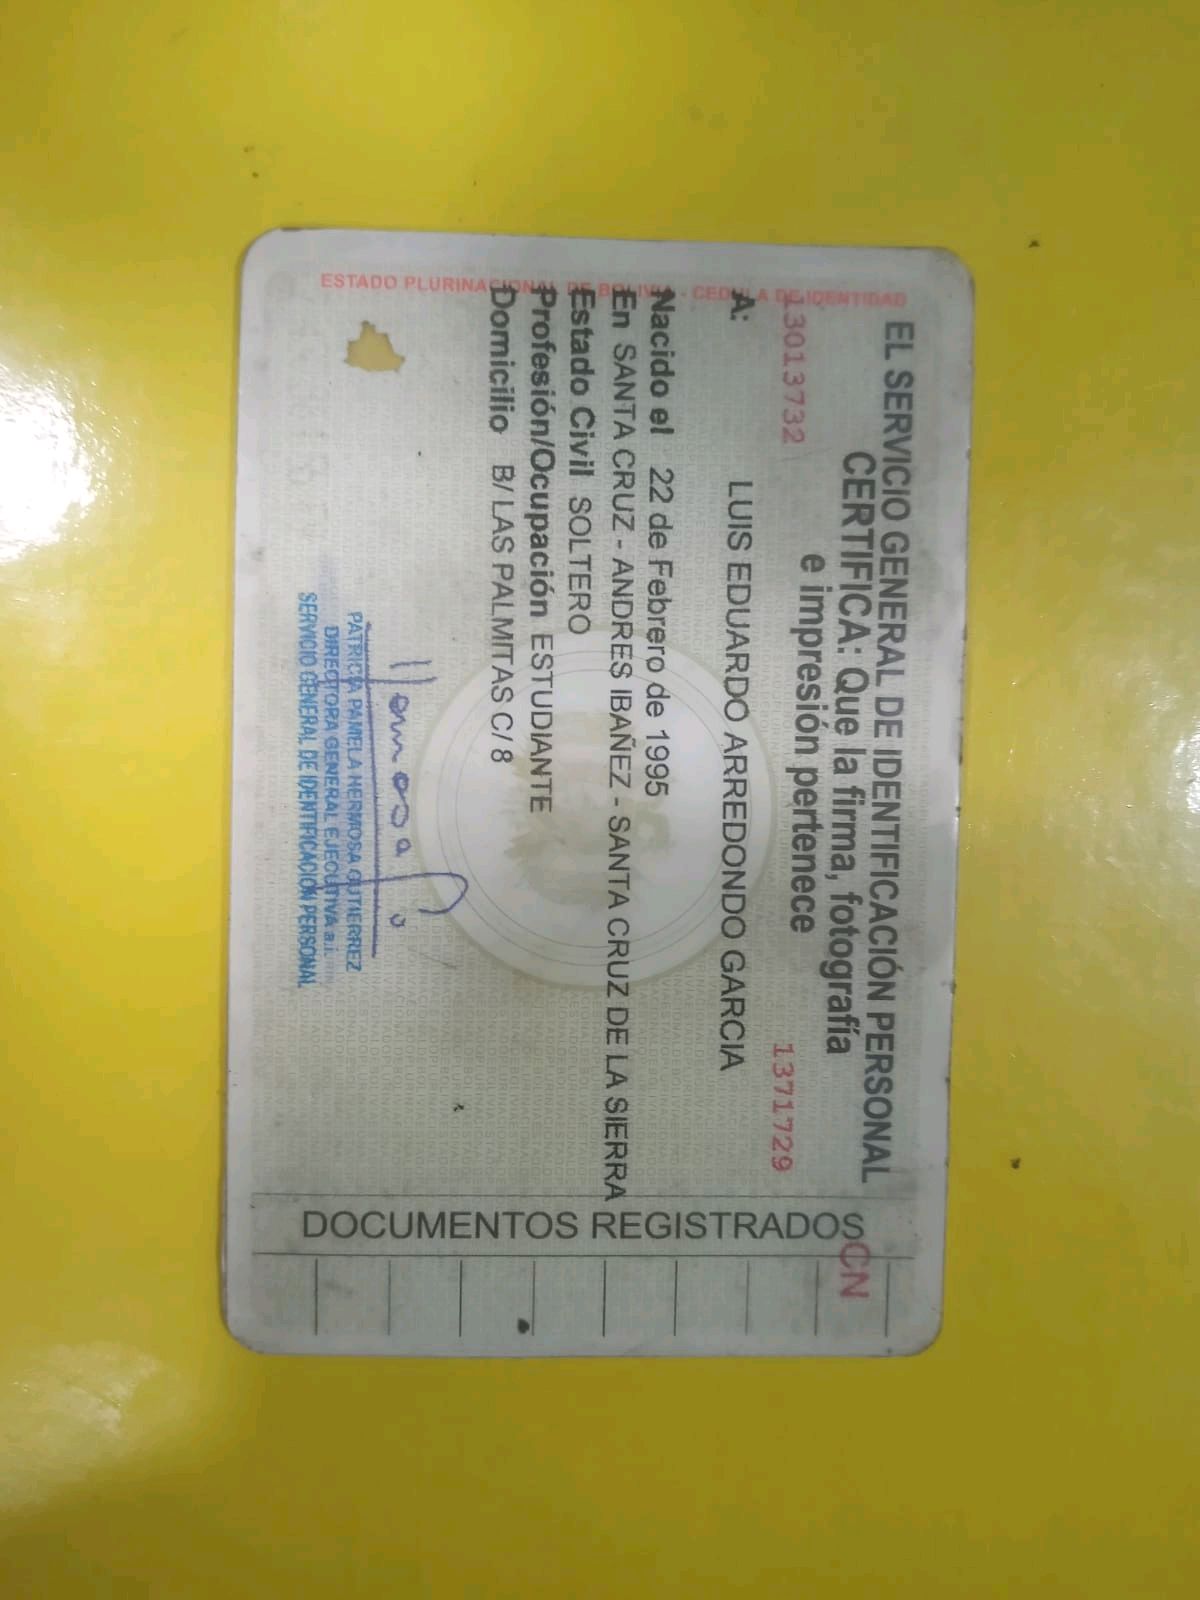 ESTADO PLURINACIONAL DE BOLIVIA - CEDULA DE IDENTIDAD
EL SERVICIO GENERAL DE IDENTIFICACIÓN PERSONAL
CERTIFICA: Que la firma, fotografía
e impresión pertenece
13013732
1371729
A: LUIS EDUARDO ARREDONDO GARCIA
Nacido el 22 de Febrero de 1995
En SANTA CRUZ - ANDRES IBAÑEZ - SANTA CRUZ DE LA SIERRA
Estado Civil SOLTERO
Profesión/Ocupación ESTUDIANTE
Domicilio B/ LAS PALMITAS C/ 8
Hermosa G
PATRICIA PAMELA HERMOSA GUTIERREZ
DIRECTORA GENERAL EJECUTIVA a.i.
SERVICIO GENERAL DE IDENTIFICACIÓN PERSONAL
DOCUMENTOS REGISTRADOS
CN